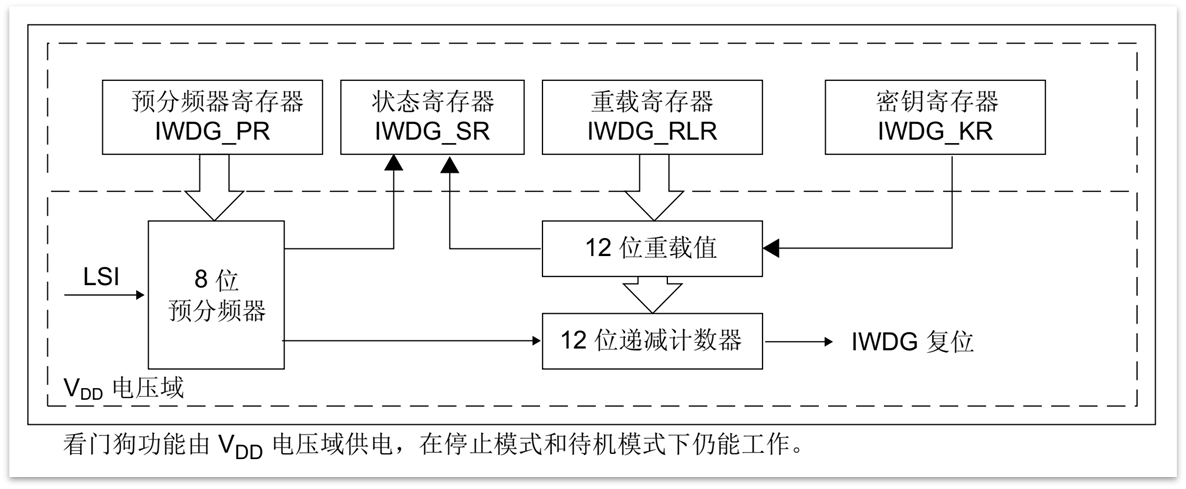 预分频器寄存器
IWDG_PR
状态寄存器
IWDG_SR
重载寄存器
IWDG_RLR
密钥寄存器
IWDG_KR
LSI
8 位
预分频器
12 位重载值
12 位递减计数器
IWDG 复位
VDD 电压域
看门狗功能由 VDD 电压域供电，在停止模式和待机模式下仍能工作。